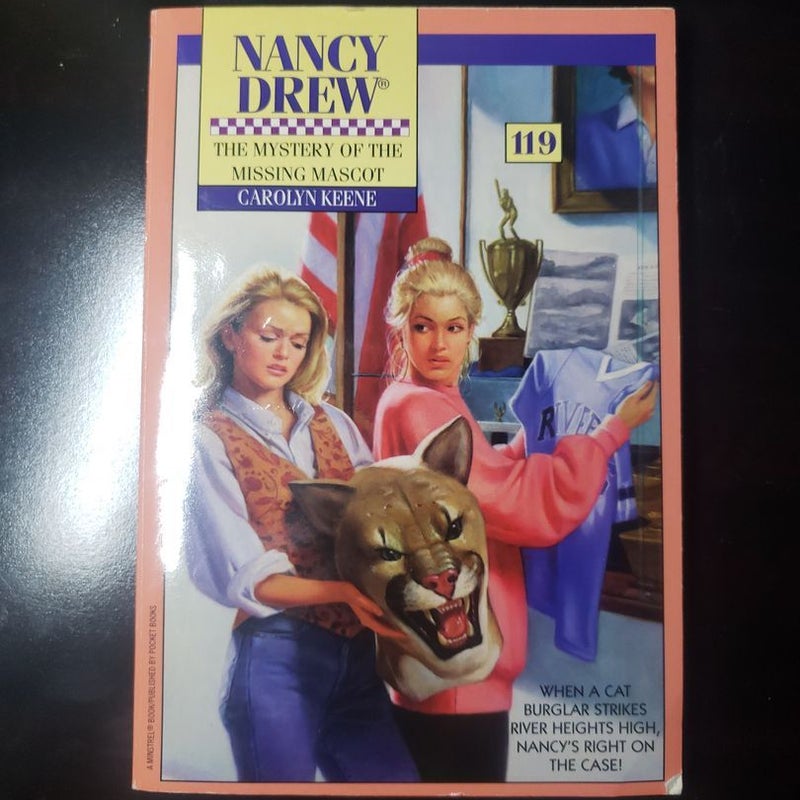 NANCY
DREW®
THE MYSTERY OF THE
MISSING MASCOT
CAROLYN KEENE
119
RIVE
WHEN A CAT
BURGLAR STRIKES
RIVER HEIGHTS HIGH,
NANCY'S RIGHT ON
THE CASE!
A MINSTREL® BOOK/PUBLISHED BY POCKET BOOKS